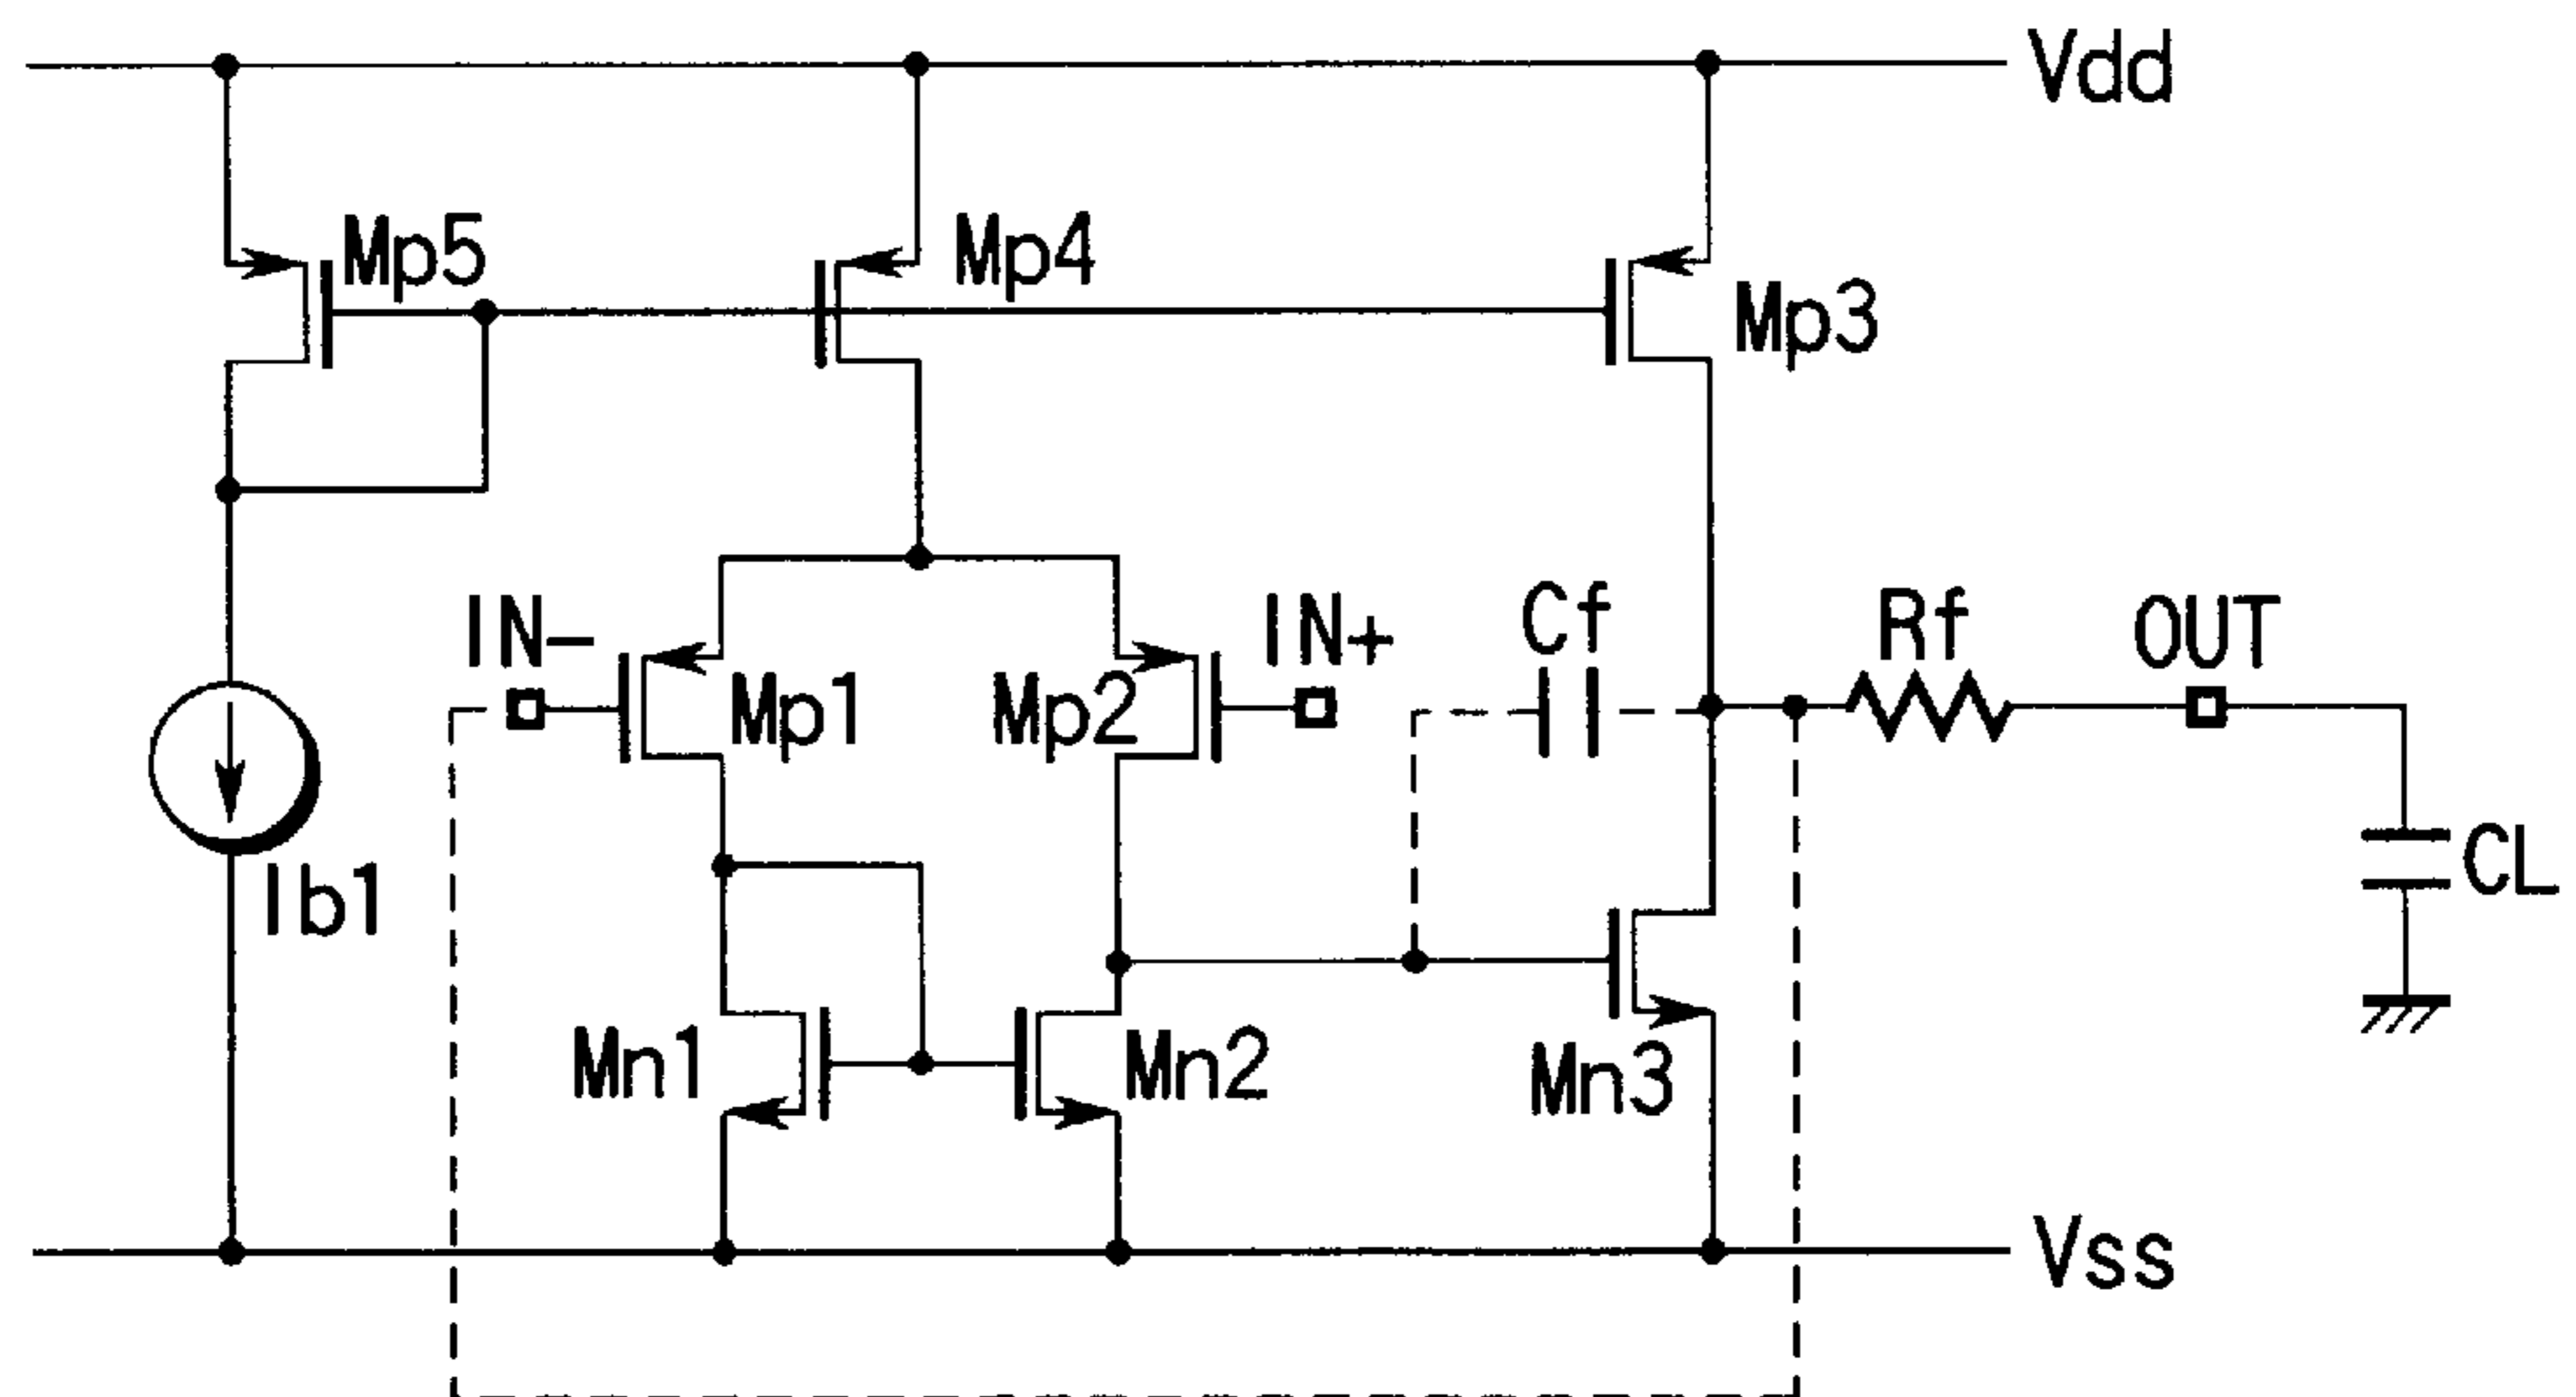 Vdd
Mp5
Mp4
Mp3
IN-
Mp1
Mp2
IN+
Cf
Rf
OUT
Ib1
CL
Mn1
Mn2
Mn3
Vss